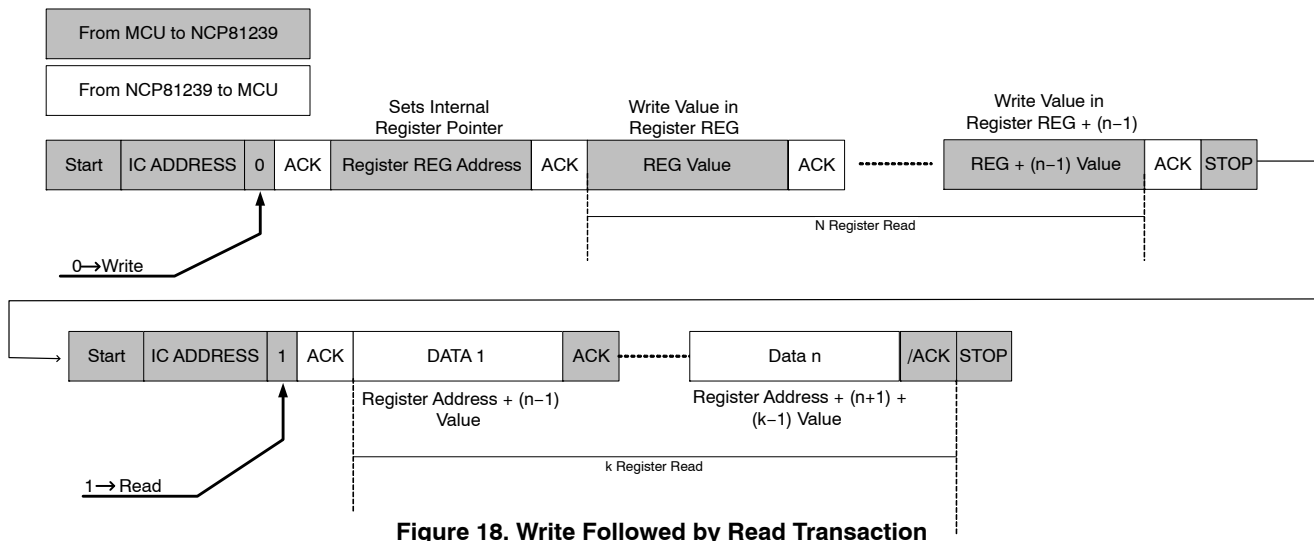 From MCU to NCP81239
From NCP81239 to MCU
Sets Internal
Register Pointer
Write Value in
Register REG
Write Value in
Register REG + (n−1)
Start IC ADDRESS 0 ACK Register REG Address ACK REG Value ACK REG + (n−1) Value ACK STOP
N Register Read
0→Write
Start IC ADDRESS 1 ACK DATA 1 ACK Data n /ACK STOP
Register Address + (n−1)
Value
Register Address + (n+1) +
(k−1) Value
k Register Read
1→Read
Figure 18. Write Followed by Read Transaction